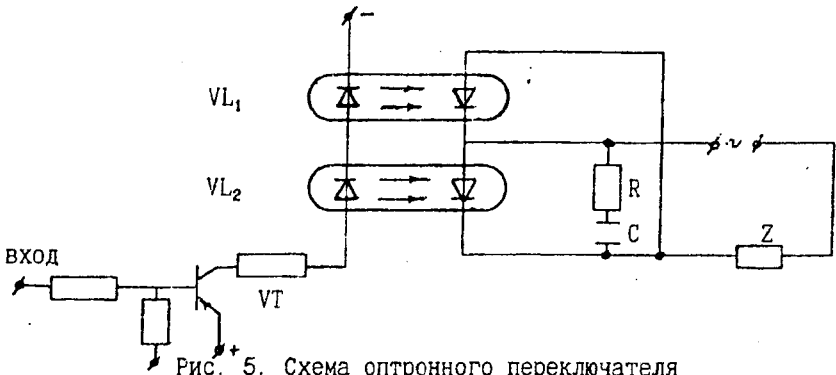 VL₁
VL₂
R
C
~
Z
ВХОД
VT
-
+
Рис. 5. Схема оптронного переключателя